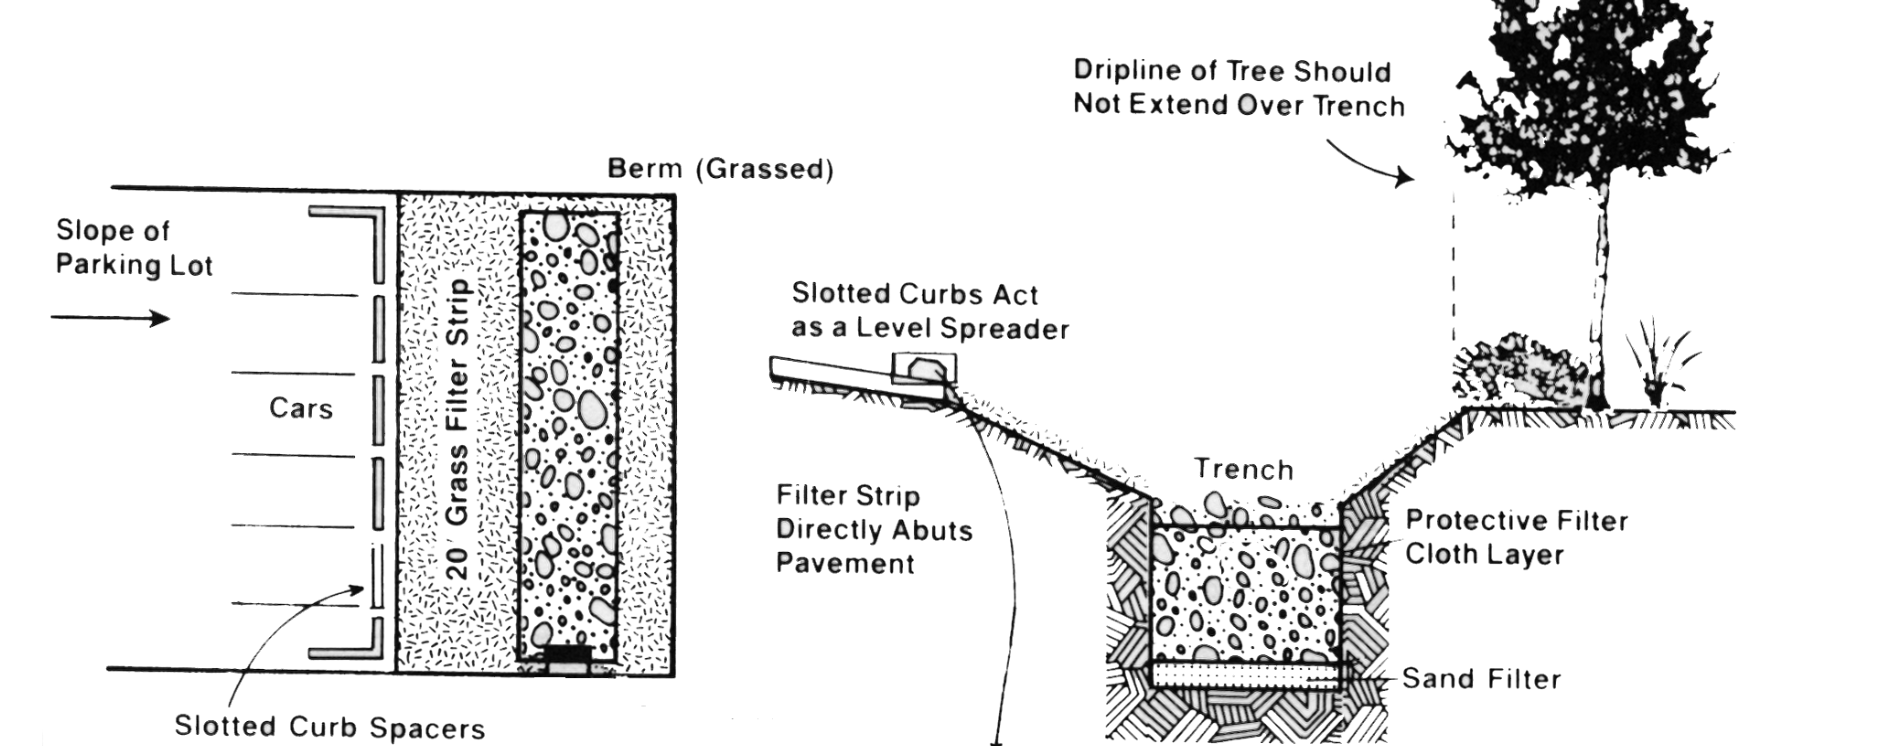 Dripline of Tree Should
Not Extend Over Trench
Berm (Grassed)
Slope of
Parking Lot
Cars
20' Grass Filter Strip
Slotted Curb Spacers
Slotted Curbs Act
as a Level Spreader
Trench
Filter Strip
Directly Abuts
Pavement
Protective Filter
Cloth Layer
Sand Filter